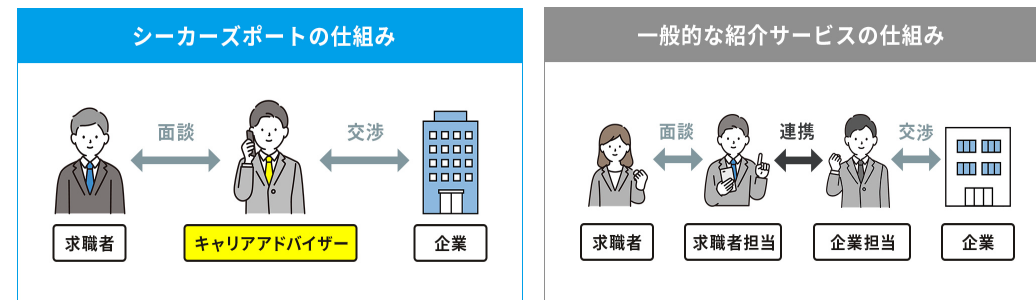 シーカーズポートの仕組み
面談
交渉
求職者
キャリアアドバイザー
企業
一般的な紹介サービスの仕組み
面談
連携
交渉
求職者
求職者担当
企業担当
企業